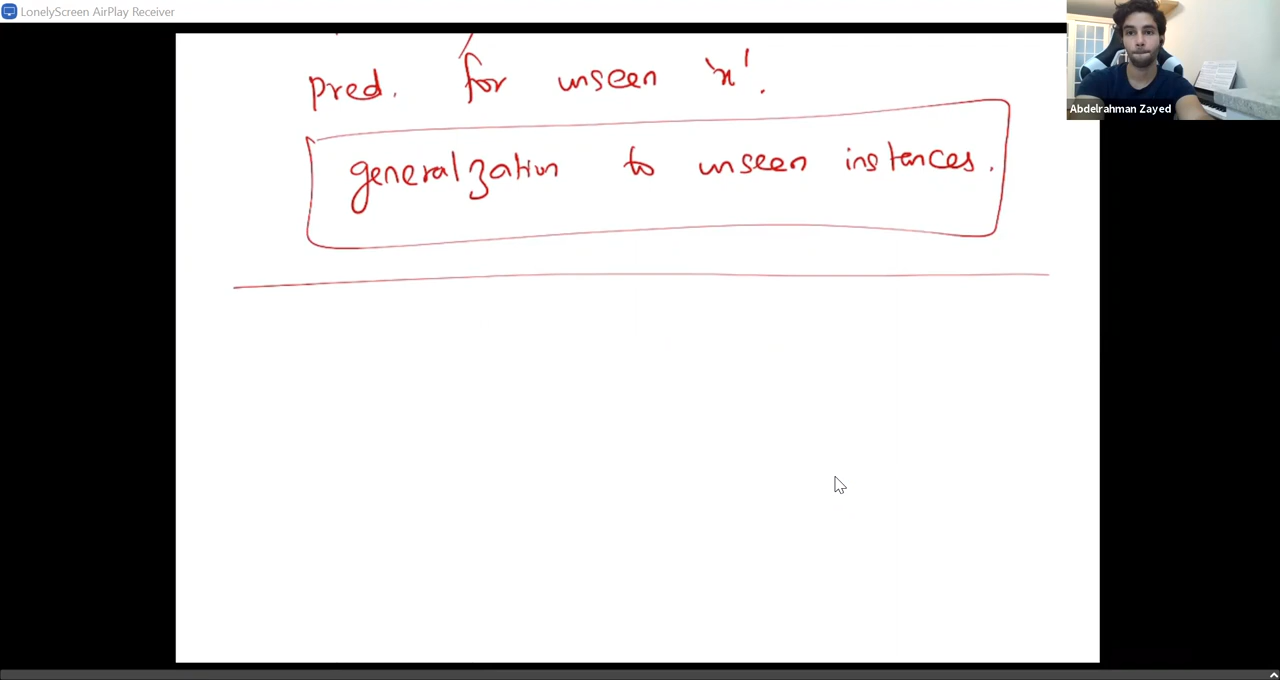 LonelyScreen AirPlay Receiver
Abdelrahman Zayed
pred. for unseen 'x'.
generalzation to unseen instances.